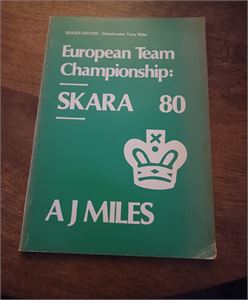 SERIES EDITOR: Grandmaster Tony Miles
European Team
Championship:
SKARA 80
A J MILES